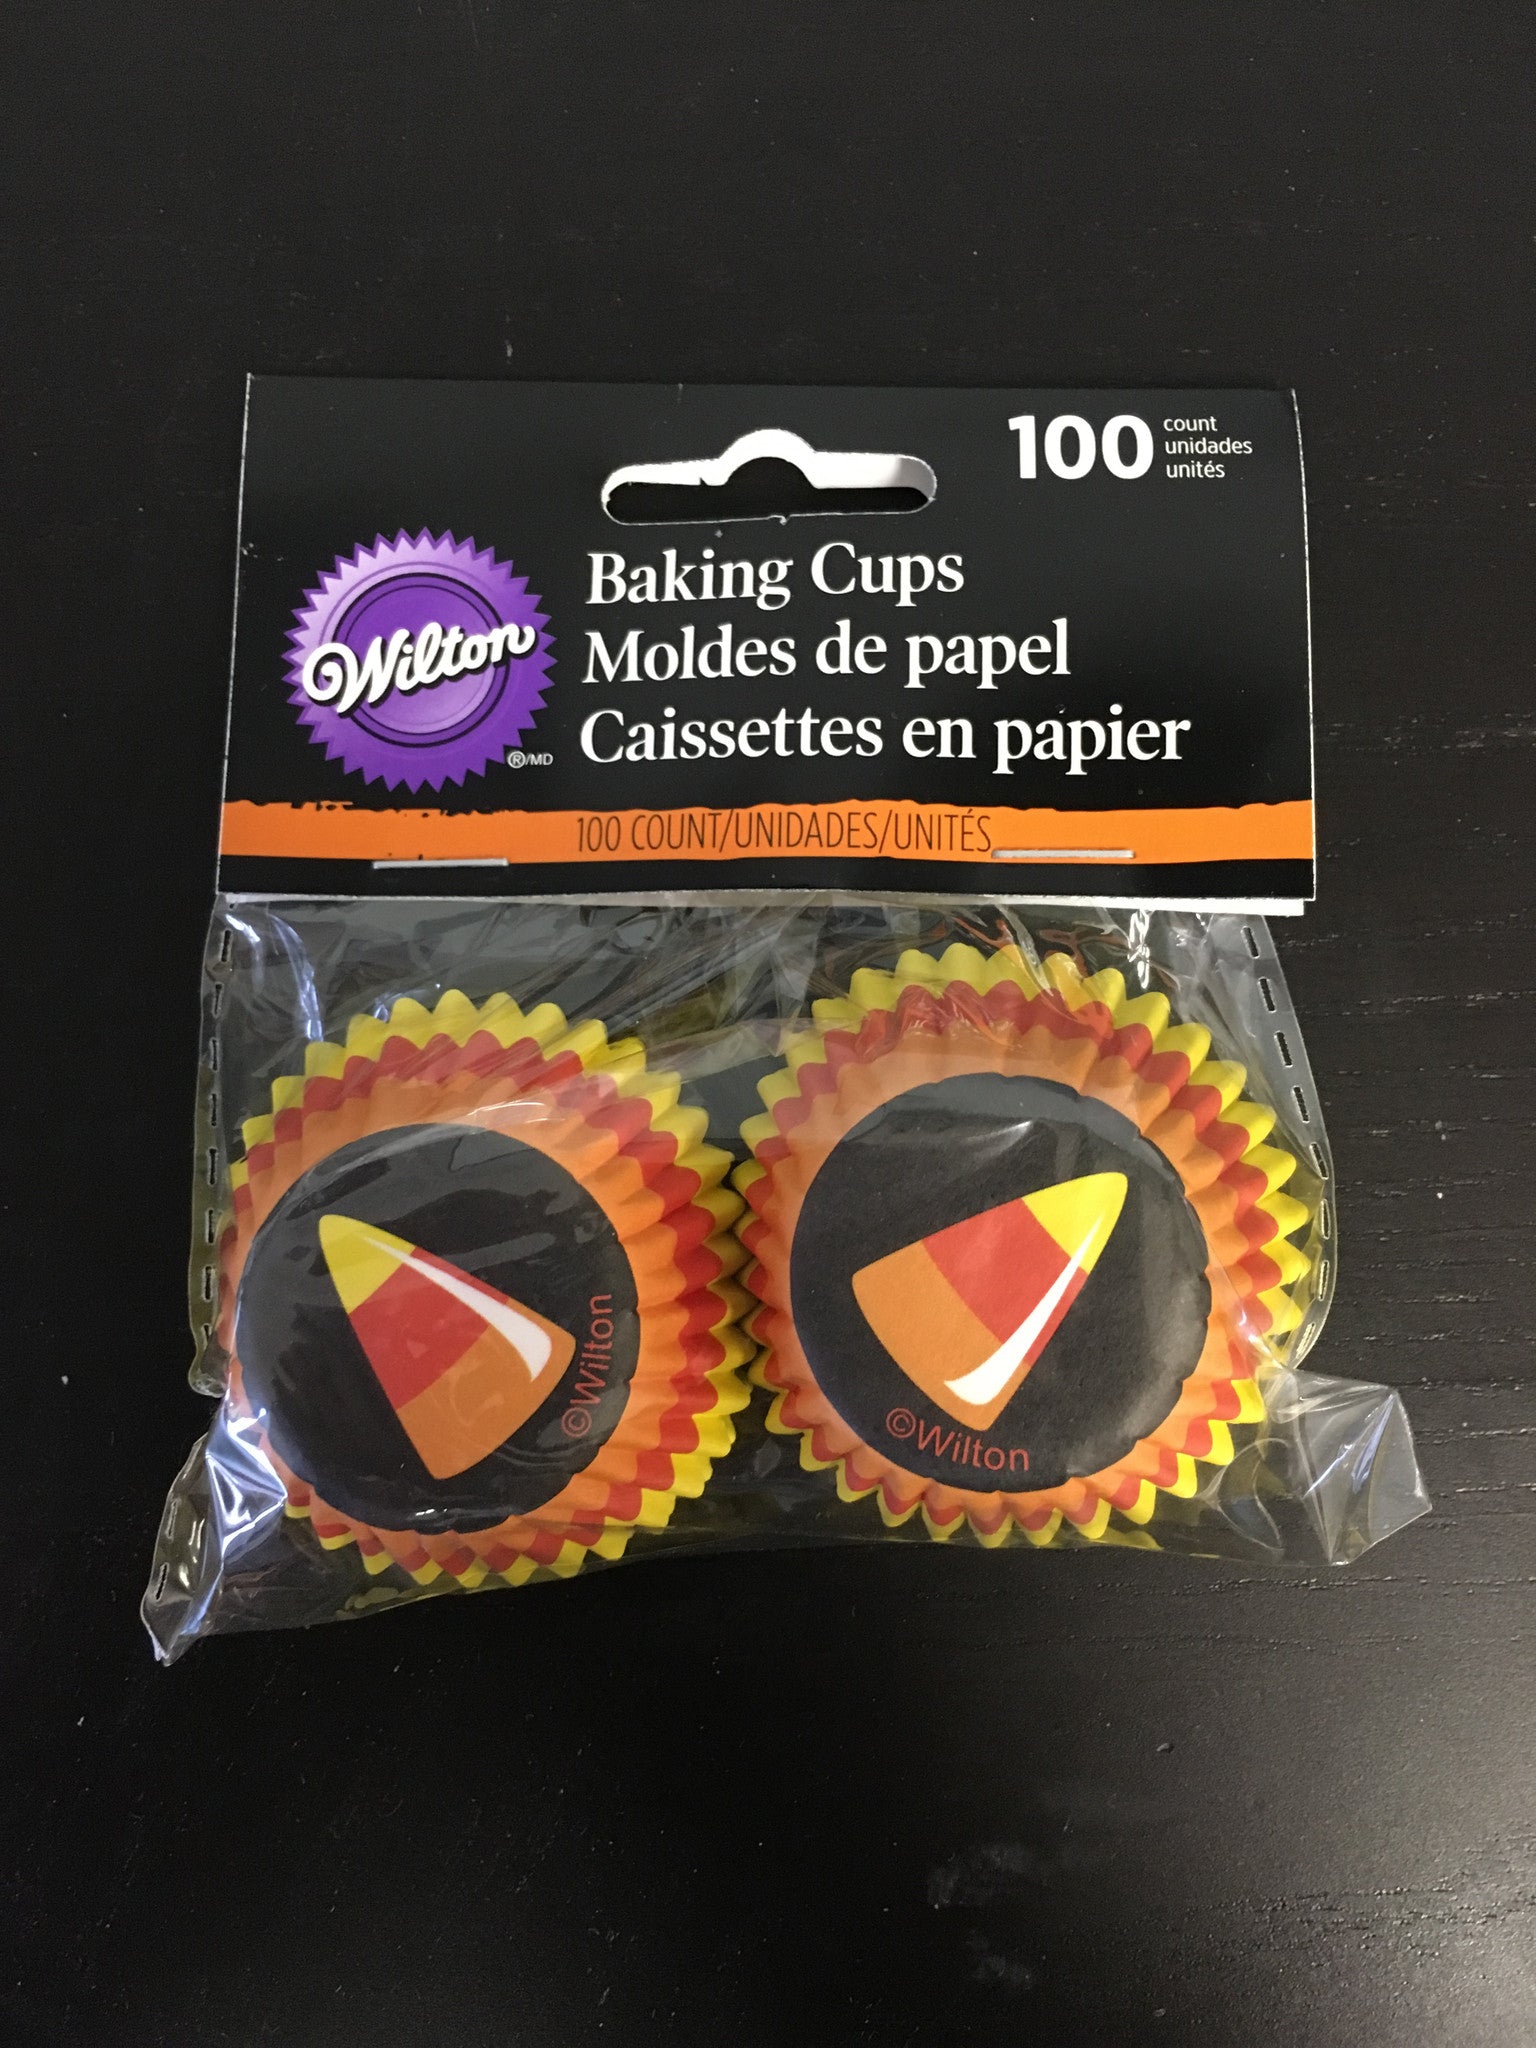 100 count
unidades
unités
Baking Cups
Moldes de papel
Caissettes en papier
Wilton
®/MD
100 COUNT/UNIDADES/UNITÉS
©Wilton
©Wilton